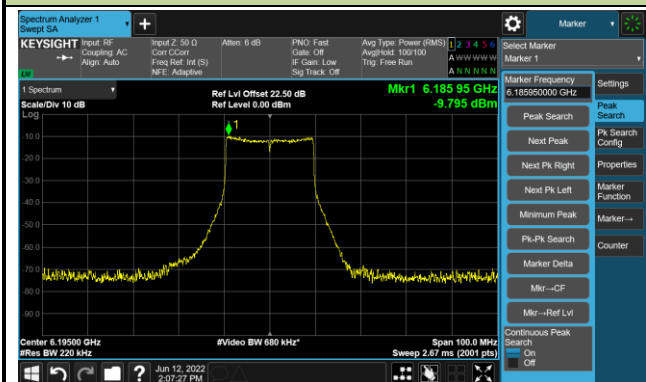 Spectrum Analyzer 1
Swept SA
+
Marker
KEYSIGHT
Input: RF
Coupling: AC
Align: Auto
Input Z: 50 Ω
Corr CCorr
Freq Ref: Int (S)
NFE: Adaptive
Atten: 6 dB
PNO: Fast
Gate: Off
IF Gain: Low
Sig Track: Off
Avg Type: Power (RMS)
Avg|Hold: 100/100
Trig: Free Run
1 2 3 4 5 6
A W W W W W
A N N N N N
Select Marker
Marker 1
1 Spectrum
Scale/Div 10 dB
Log
Ref Lvl Offset 22.50 dB
Ref Level 0.00 dBm
Mkr1 6.185 95 GHz
-9.795 dBm
1
-10.0
-20.0
-30.0
-40.0
-50.0
-60.0
-70.0
-80.0
-90.0
Center 6.19500 GHz
#Res BW 220 kHz
#Video BW 680 kHz*
Span 100.0 MHz
Sweep 2.67 ms (2001 pts)
Marker Frequency
6.185950000 GHz
Peak Search
Next Peak
Next Pk Right
Next Pk Left
Minimum Peak
Pk-Pk Search
Marker Delta
Mkr→CF
Mkr→Ref Lvl
Continuous Peak
Search
On
Off
Settings
Peak
Search
Pk Search
Config
Properties
Marker
Function
Marker→
Counter
?
Jun 12, 2022
2:07:27 PM